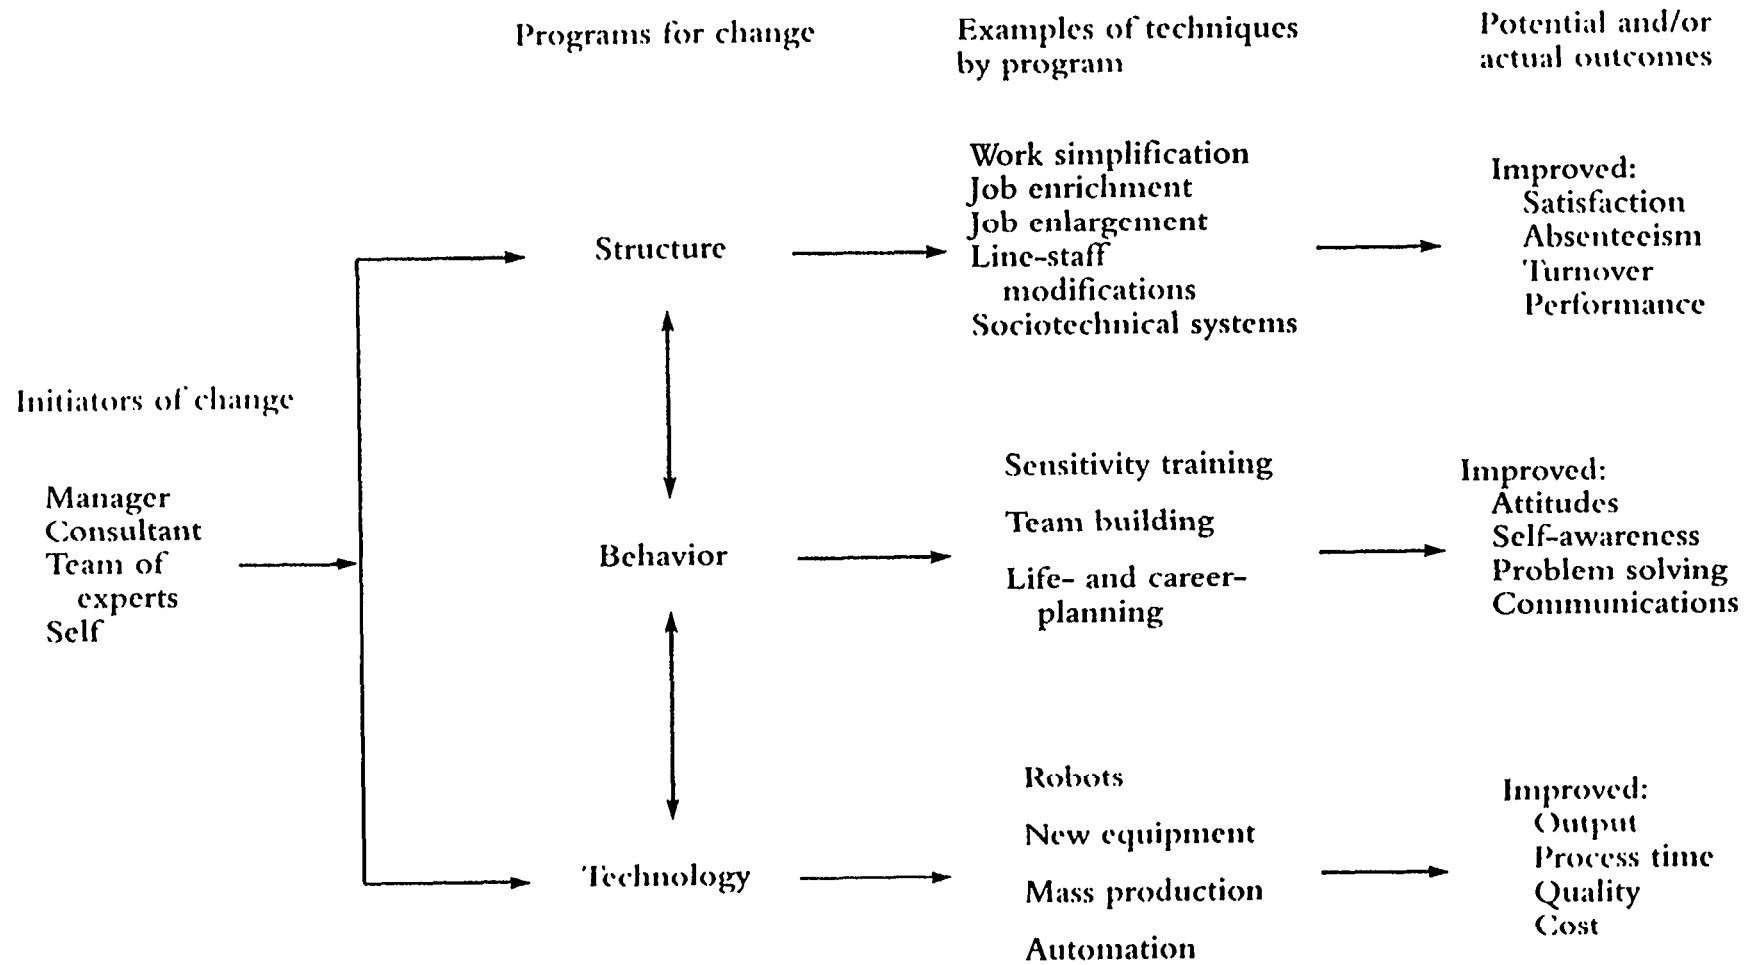 Programs for change
Examples of techniques
by program
Potential and/or
actual outcomes
Initiators of change
Manager
Consultant
Team of
experts
Self
Structure
Work simplification
Job enrichment
Job enlargement
Line-staff
modifications
Sociotechnical systems
Improved:
Satisfaction
Absenteeism
Turnover
Performance
Behavior
Sensitivity training
Team building
Life- and career-
planning
Improved:
Attitudes
Self-awareness
Problem solving
Communications
Technology
Robots
New equipment
Mass production
Automation
Improved:
Output
Process time
Quality
Cost